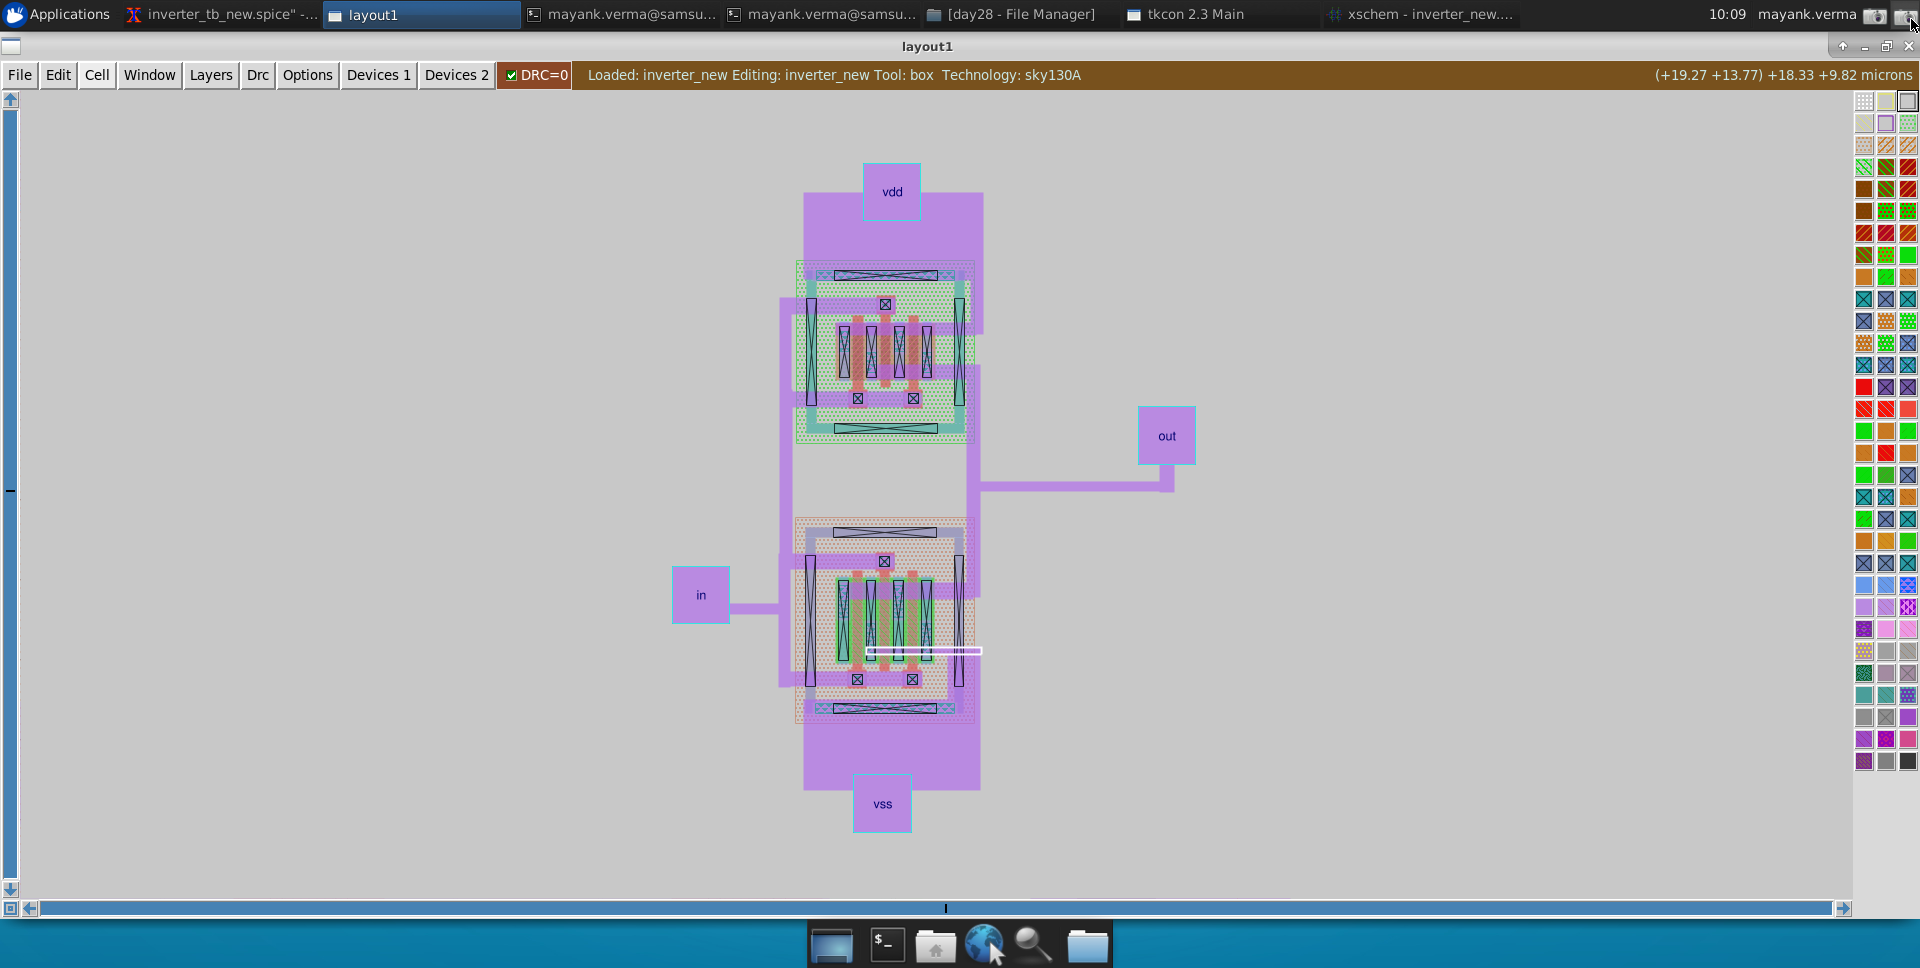 Applications inverter_tb_new.spice" -... layout1 mayank.verma@samsu... mayank.verma@samsu... [day28 - File Manager] tkcon 2.3 Main xschem - inverter_new.... 10:09 mayank.verma
layout1
File Edit Cell Window Layers Drc Options Devices 1 Devices 2 DRC=0 Loaded: inverter_new Editing: inverter_new Tool: box Technology: sky130A (+19.27 +13.77) +18.33 +9.82 microns
vdd
out
in
vss
$_